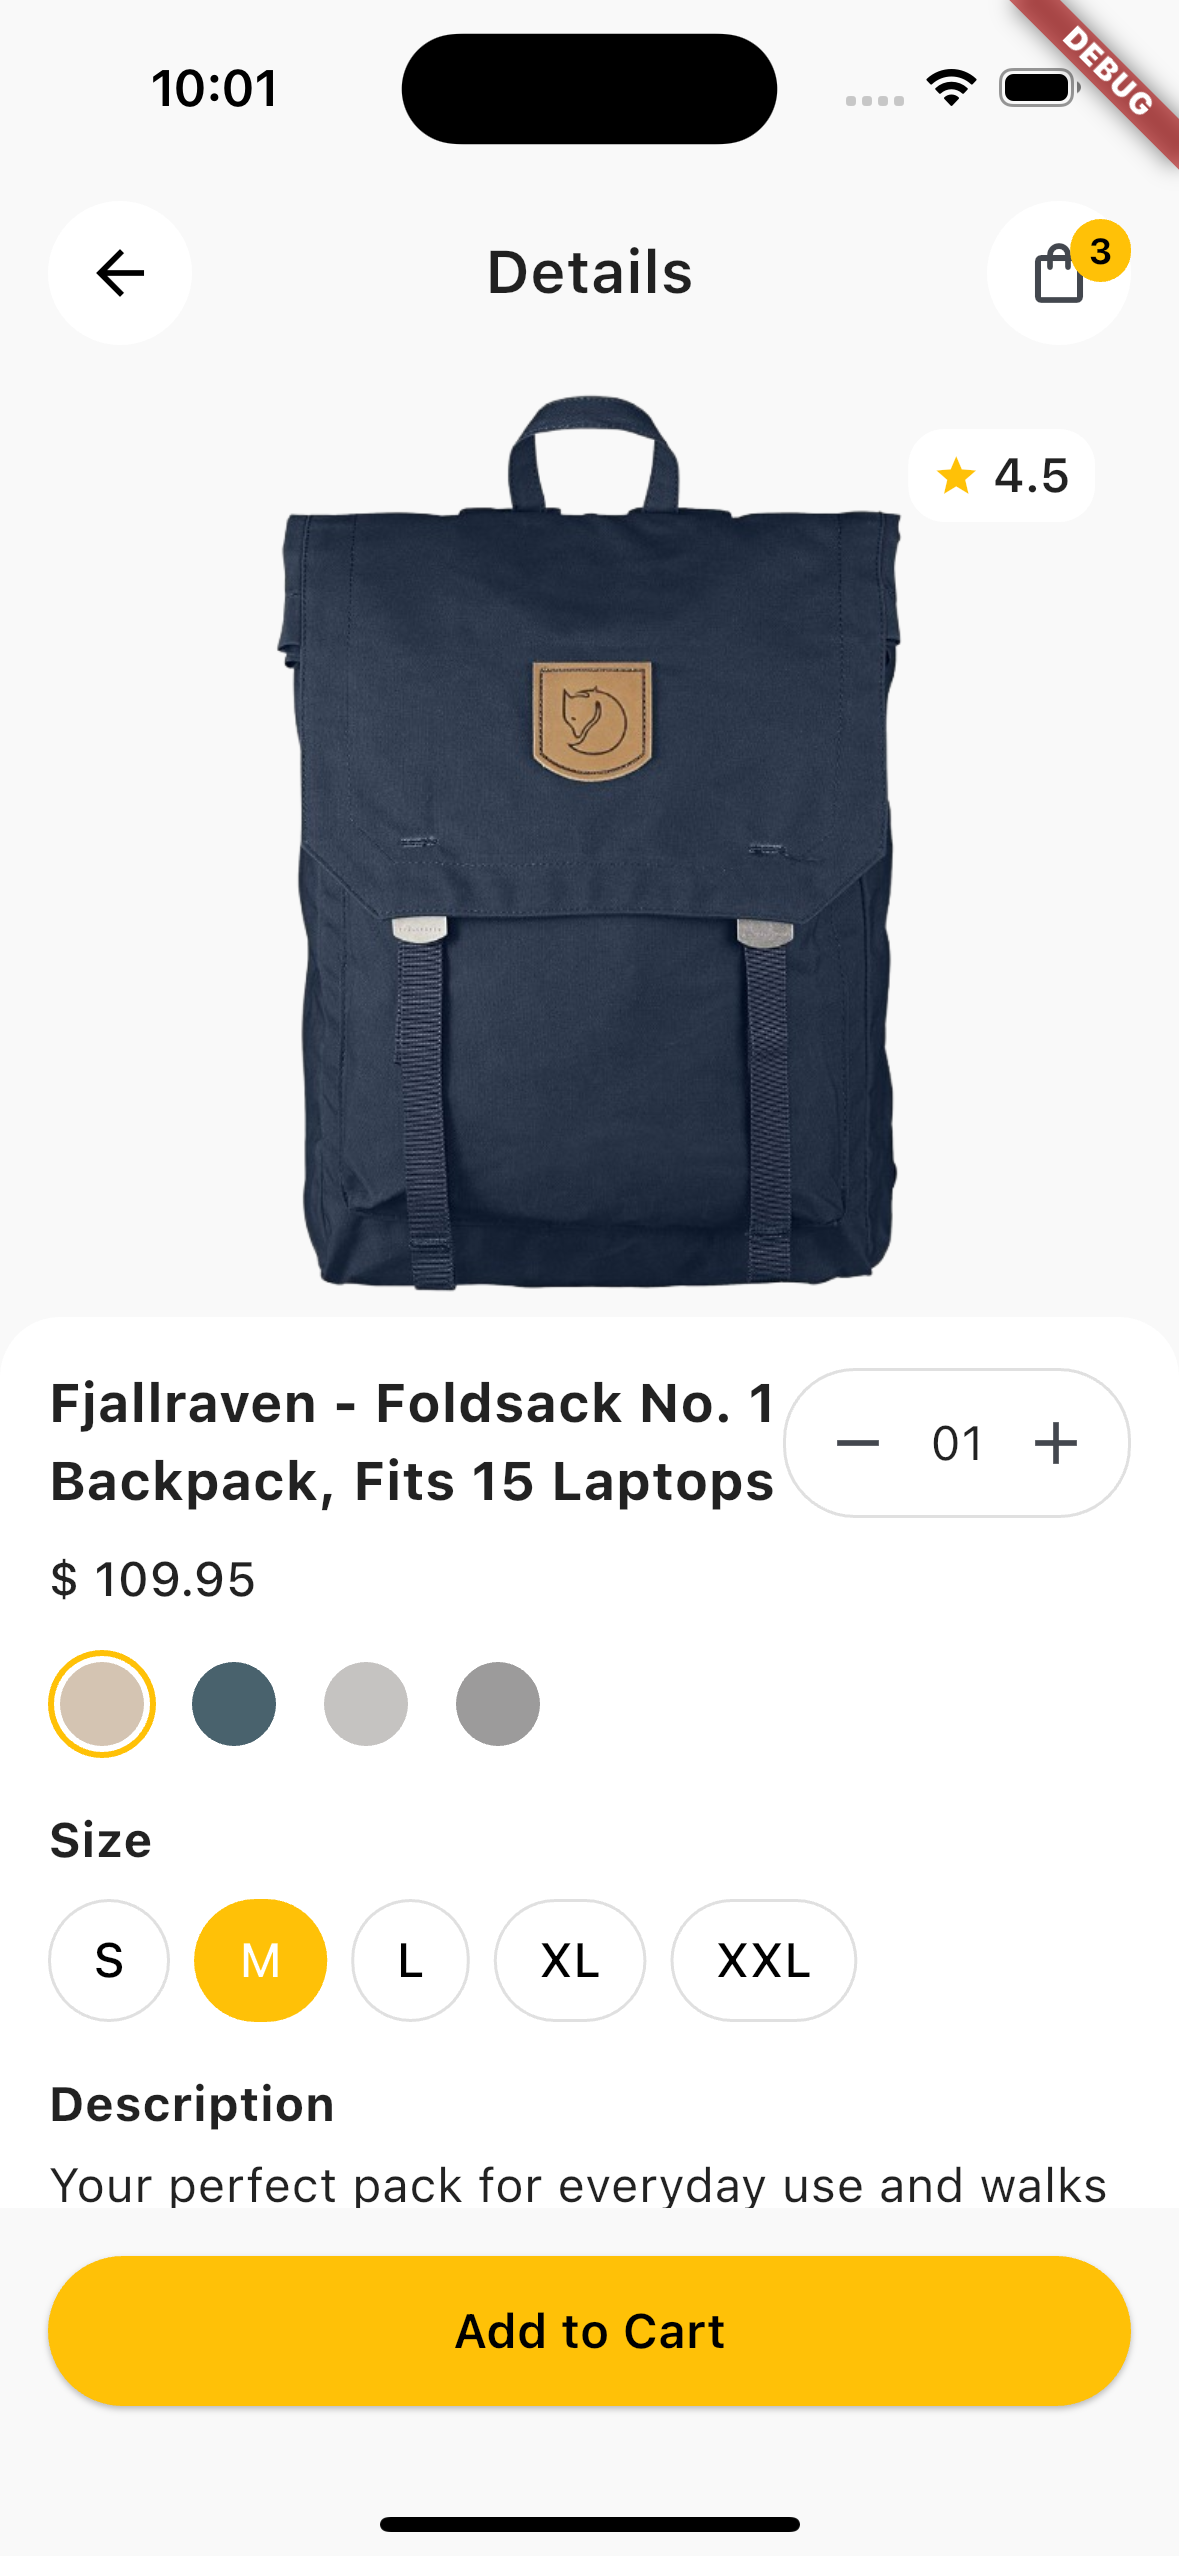 10:01
DEBUG
Details
3
4.5
Fjallraven - Foldsack No. 1
Backpack, Fits 15 Laptops
01
$ 109.95
Size
S M L XL XXL
Description
Your perfect pack for everyday use and walks
Add to Cart